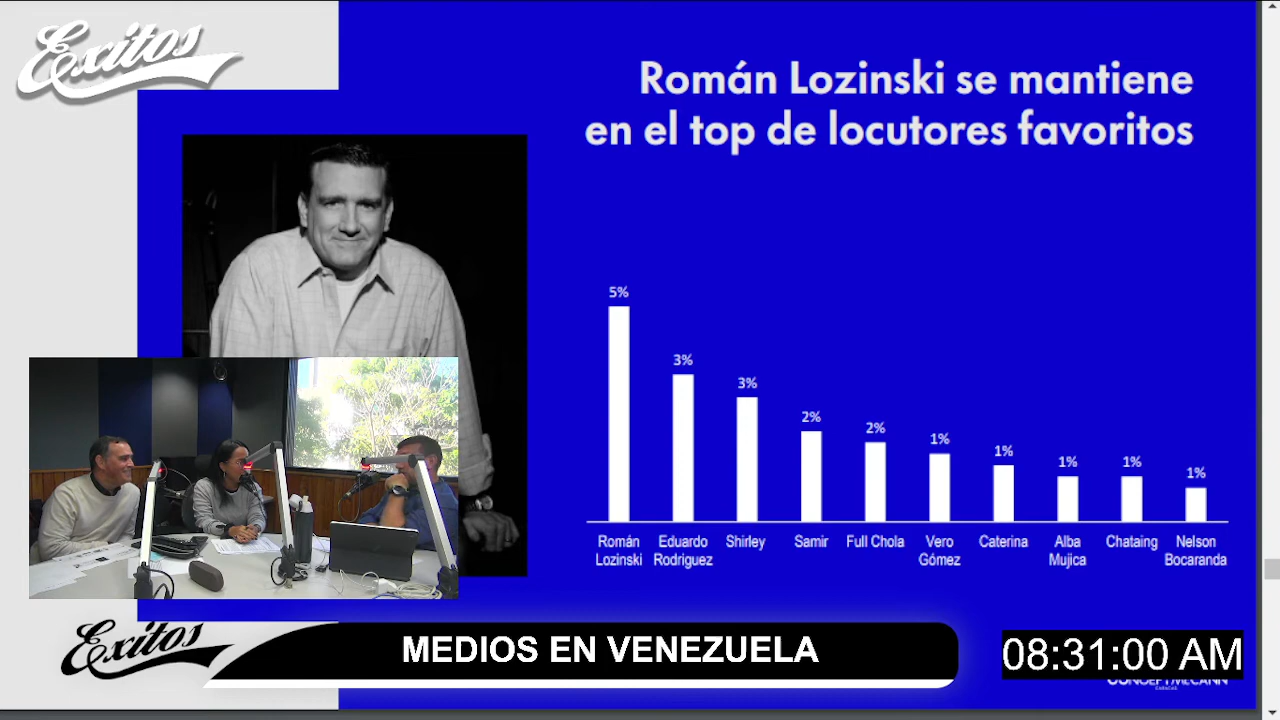 Exitos
Román Lozinski se mantiene
en el top de locutores favoritos
5%
3%
3%
2%
2%
1%
1%
1%
1%
1%
Román Lozinski
Eduardo Rodriguez
Shirley
Samir
Full Chola
Vero Gómez
Caterina
Alba Mujica
Chataing
Nelson Bocaranda
Exitos
MEDIOS EN VENEZUELA
08:31:00 AM